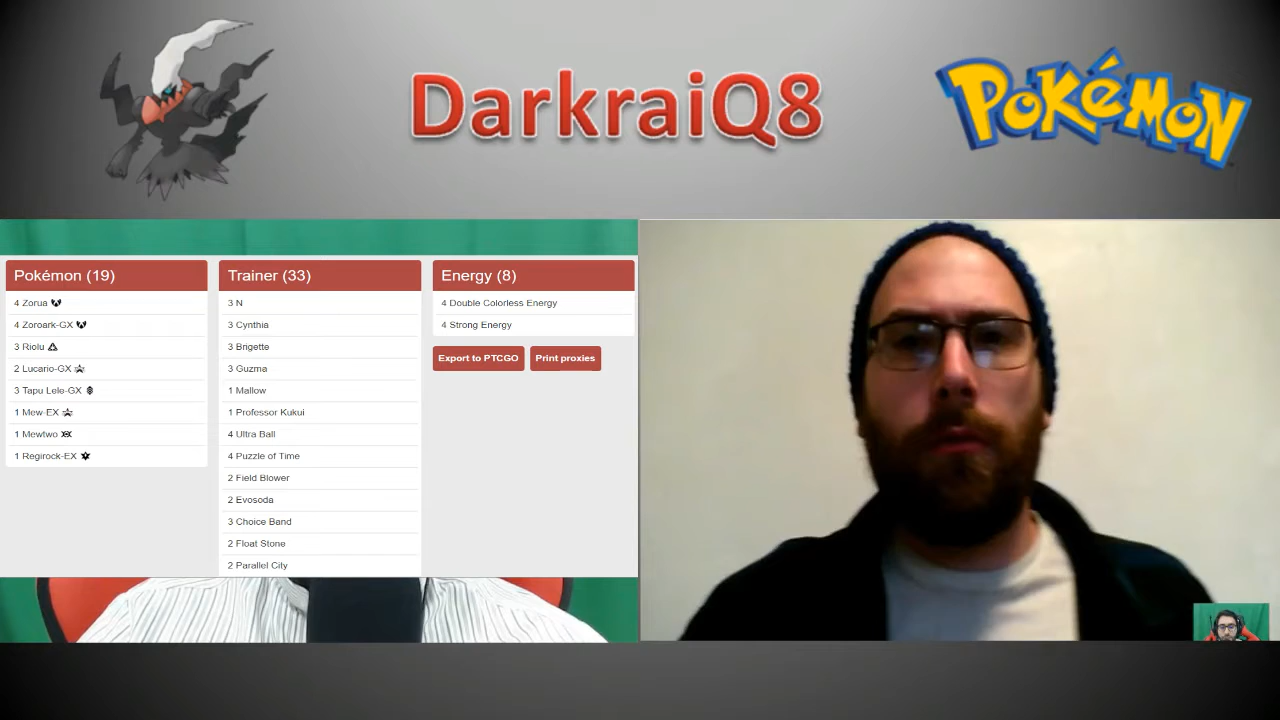 DarkraiQ8
POKéMON
Pokémon (19)
4 Zorua
4 Zoroark-GX
3 Riolu
2 Lucario-GX
3 Tapu Lele-GX
1 Mew-EX
1 Mewtwo
1 Regirock-EX
Trainer (33)
3 N
3 Cynthia
3 Brigette
3 Guzma
1 Mallow
1 Professor Kukui
4 Ultra Ball
4 Puzzle of Time
2 Field Blower
2 Evosoda
3 Choice Band
2 Float Stone
2 Parallel City
Energy (8)
4 Double Colorless Energy
4 Strong Energy
Export to PTCGO
Print proxies